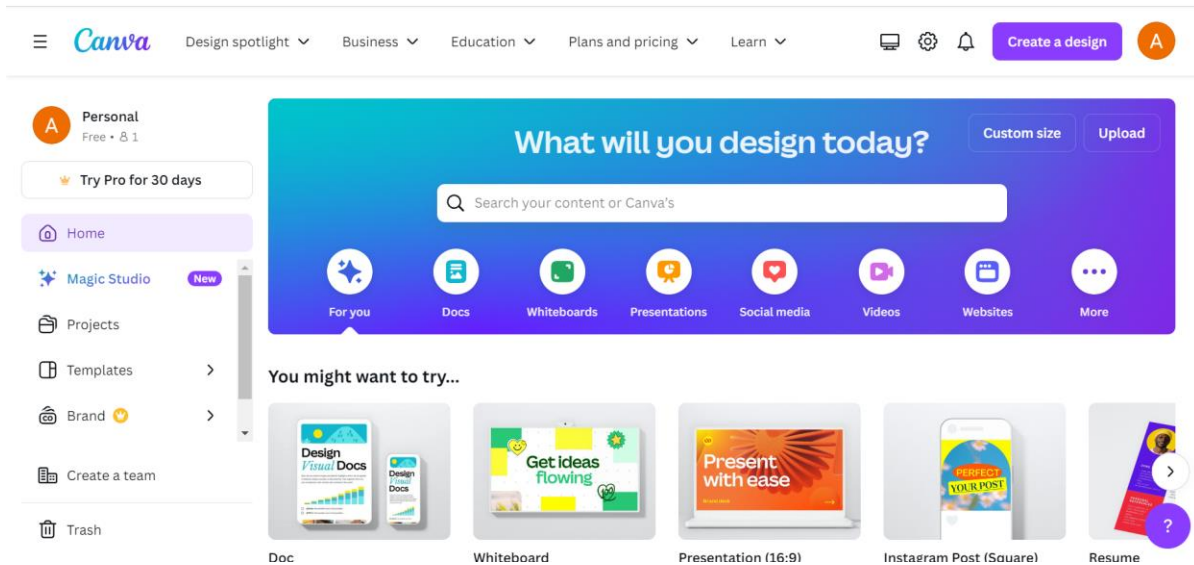 Canva
Design spotlight
Business
Education
Plans and pricing
Learn
Create a design
A
A
Personal
Free • 1
Try Pro for 30 days
Home
Magic Studio
New
Projects
Templates
Brand
Create a team
Trash
What will you design today?
Custom size
Upload
Search your content or Canva's
For you
Docs
Whiteboards
Presentations
Social media
Videos
Websites
More
You might want to try...
Design
Visual Docs
Design
Visual
Docs
Get ideas
flowing
Present
with ease
PERFECT
YOUR POST
?
Doc
Whiteboard
Presentation (16:9)
Instagram Post (Square)
Resume